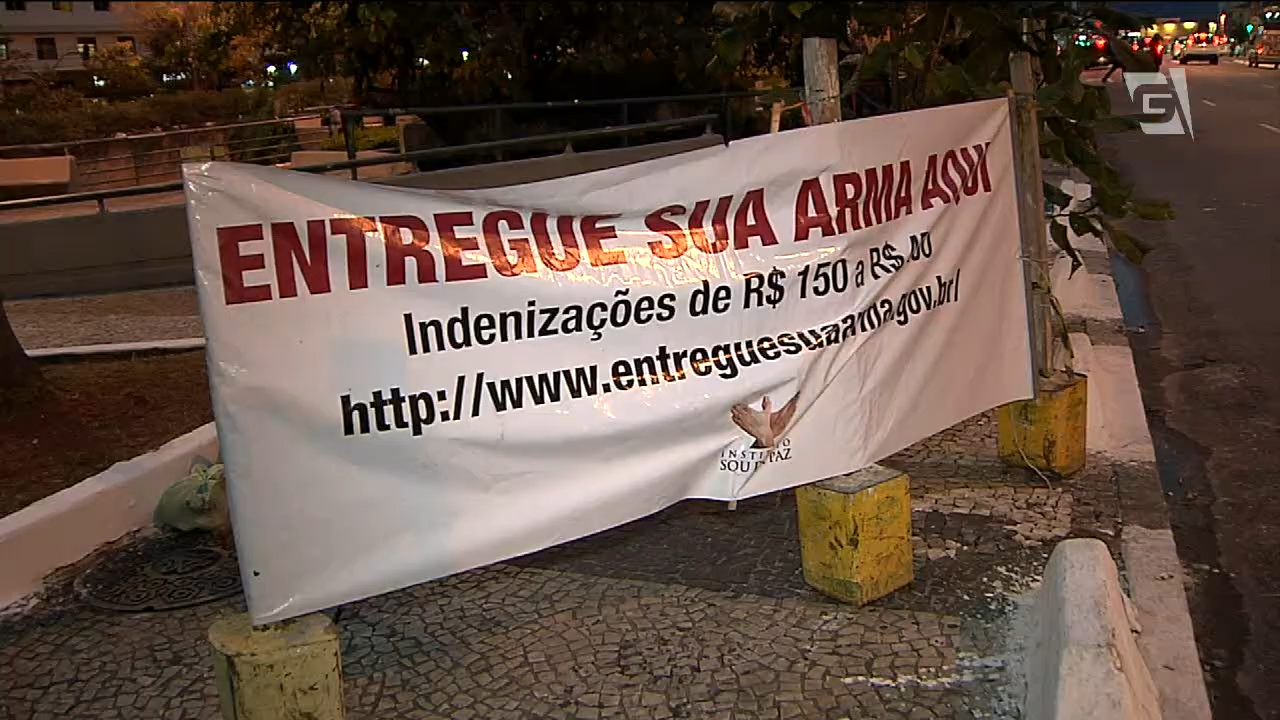 ENTREGUE SUA ARMA AQUI
Indenizações de R$ 150 a R$
http://www.entreguesuaarma.gov.br/
INSTITUTO
SOU DA PAZ